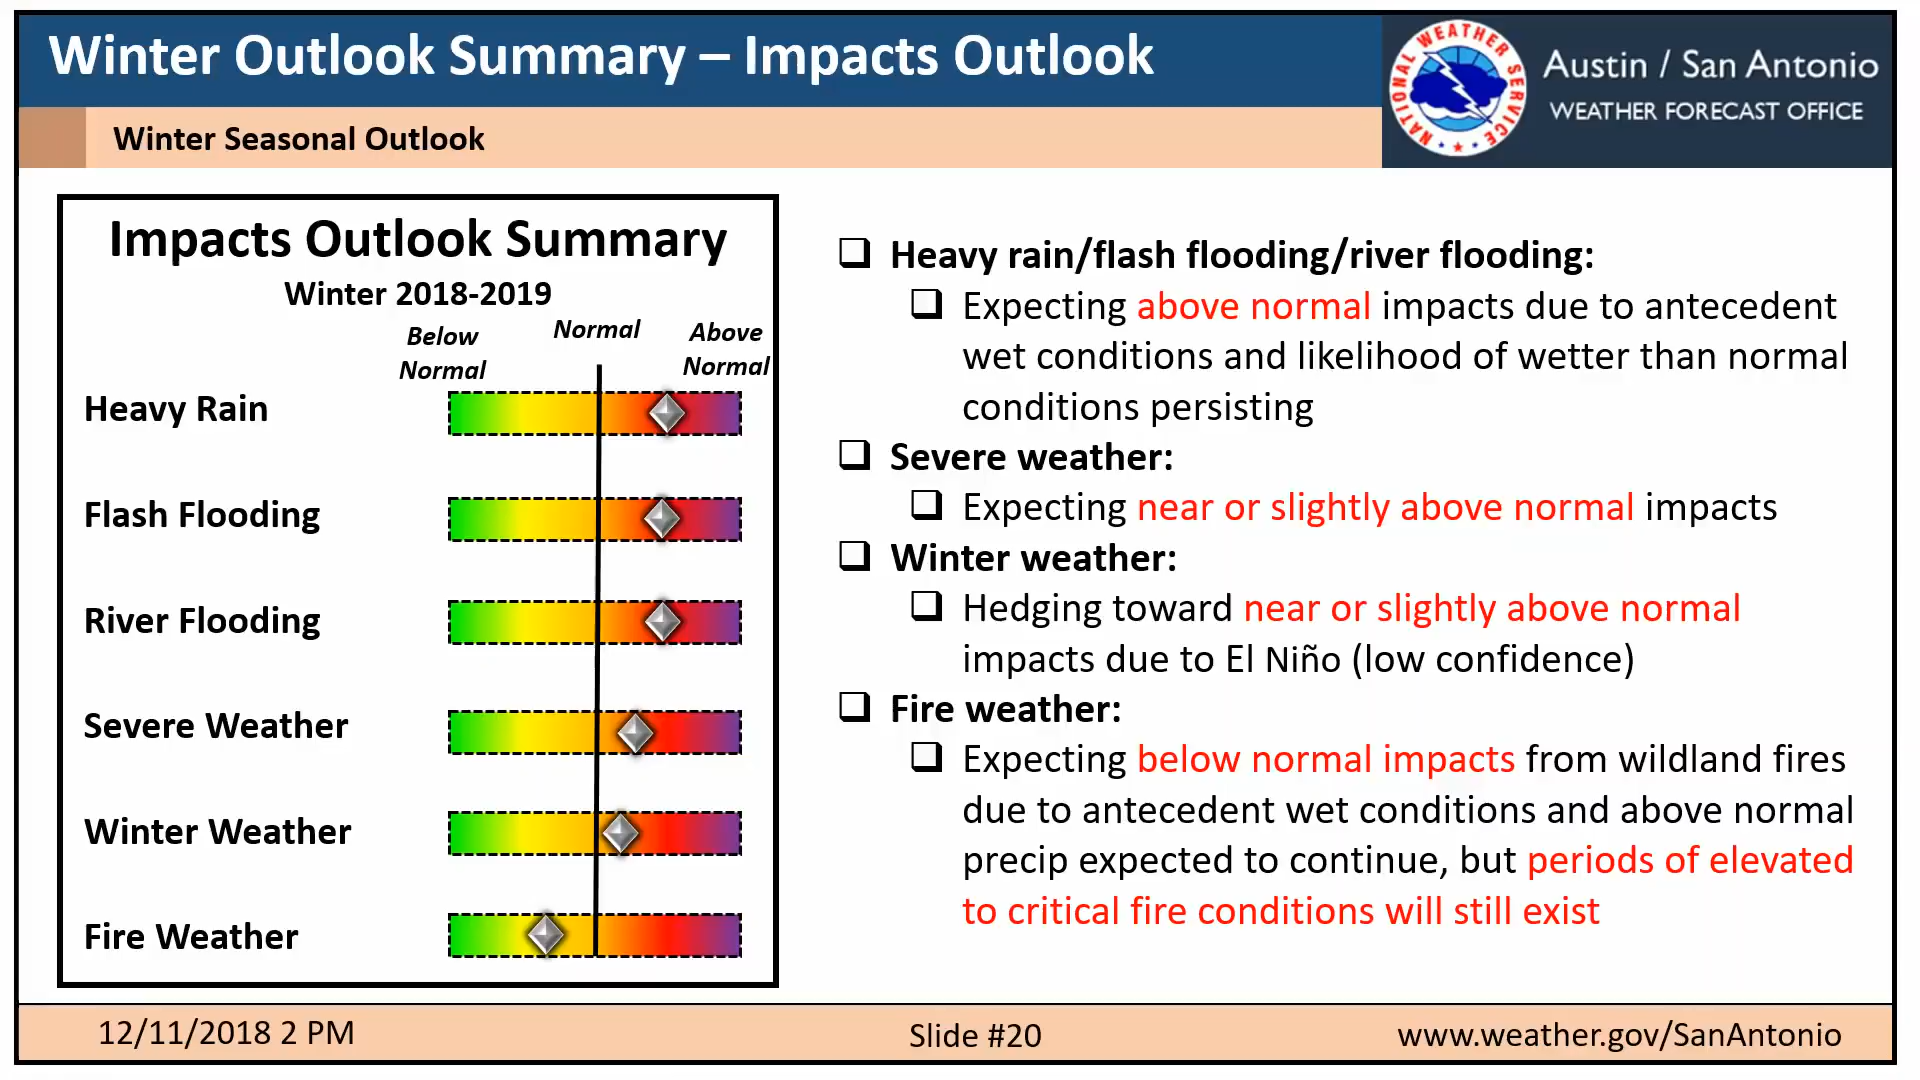 Winter Outlook Summary – Impacts Outlook
NATIONAL WEATHER SERVICE
Austin / San Antonio
WEATHER FORECAST OFFICE
Winter Seasonal Outlook
Impacts Outlook Summary
Winter 2018-2019
Below Normal
Normal
Above Normal
Heavy Rain
Flash Flooding
River Flooding
Severe Weather
Winter Weather
Fire Weather
Heavy rain/flash flooding/river flooding:
Expecting above normal impacts due to antecedent
wet conditions and likelihood of wetter than normal
conditions persisting
Severe weather:
Expecting near or slightly above normal impacts
Winter weather:
Hedging toward near or slightly above normal
impacts due to El Niño (low confidence)
Fire weather:
Expecting below normal impacts from wildland fires
due to antecedent wet conditions and above normal
precip expected to continue, but periods of elevated
to critical fire conditions will still exist
12/11/2018 2 PM
Slide #20
www.weather.gov/SanAntonio